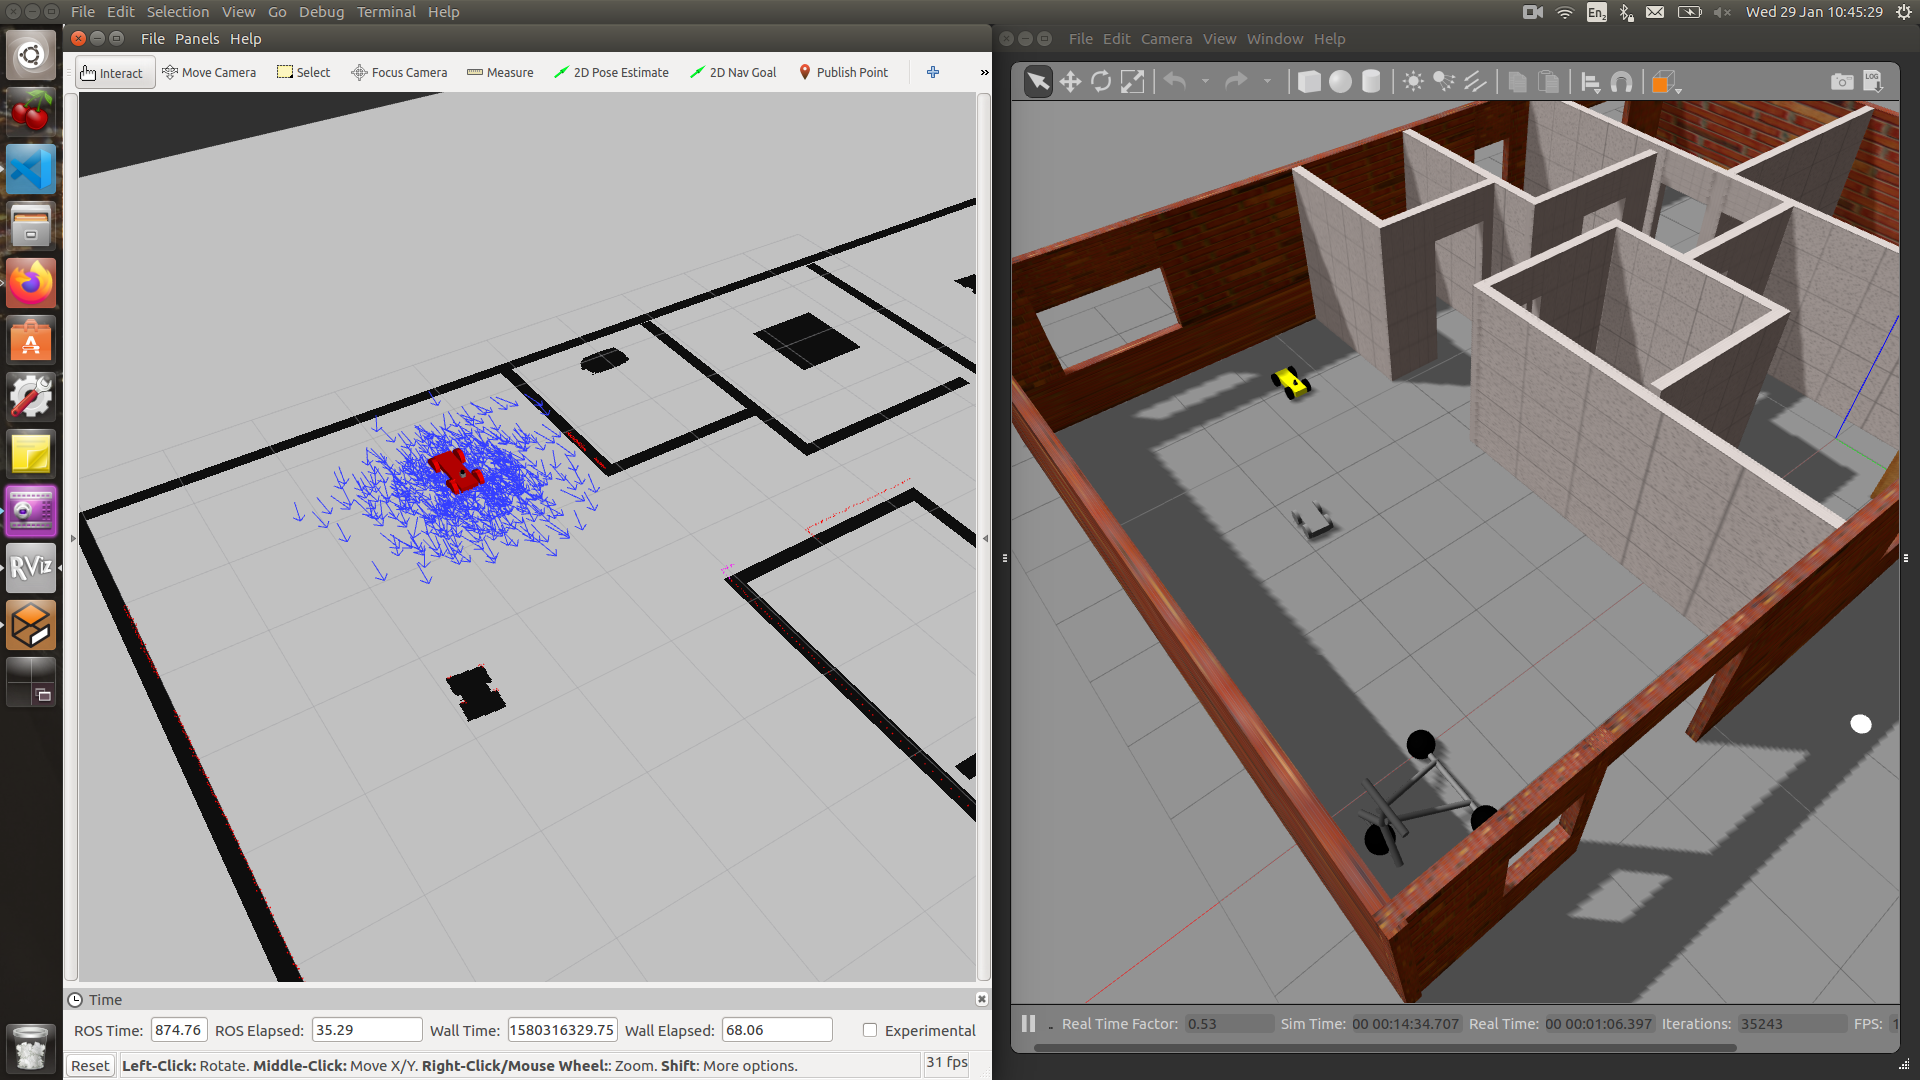 File Edit Selection View Go Debug Terminal Help
En2
Wed 29 Jan 10:45:29
File Panels Help
File Edit Camera View Window Help
Interact Move Camera Select Focus Camera Measure 2D Pose Estimate 2D Nav Goal Publish Point »
LOG
RViz
Time
ROS Time: 874.76 ROS Elapsed: 35.29 Wall Time: 1580316329.75 Wall Elapsed: 68.06 Experimental
Real Time Factor: 0.53 Sim Time: 00 00:14:34.707 Real Time: 00 00:01:06.397 Iterations: 35243 FPS:
Reset Left-Click: Rotate. Middle-Click: Move X/Y. Right-Click/Mouse Wheel:: Zoom. Shift: More options. 31 fps